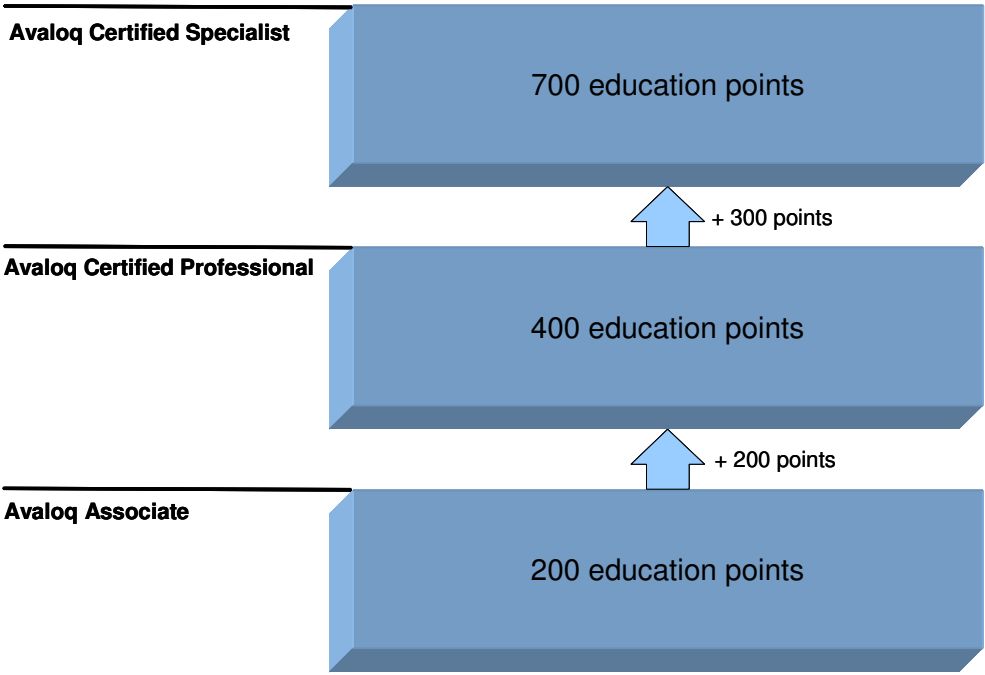 Avaloq Certified Specialist
700 education points
+ 300 points
Avaloq Certified Professional
400 education points
+ 200 points
Avaloq Associate
200 education points